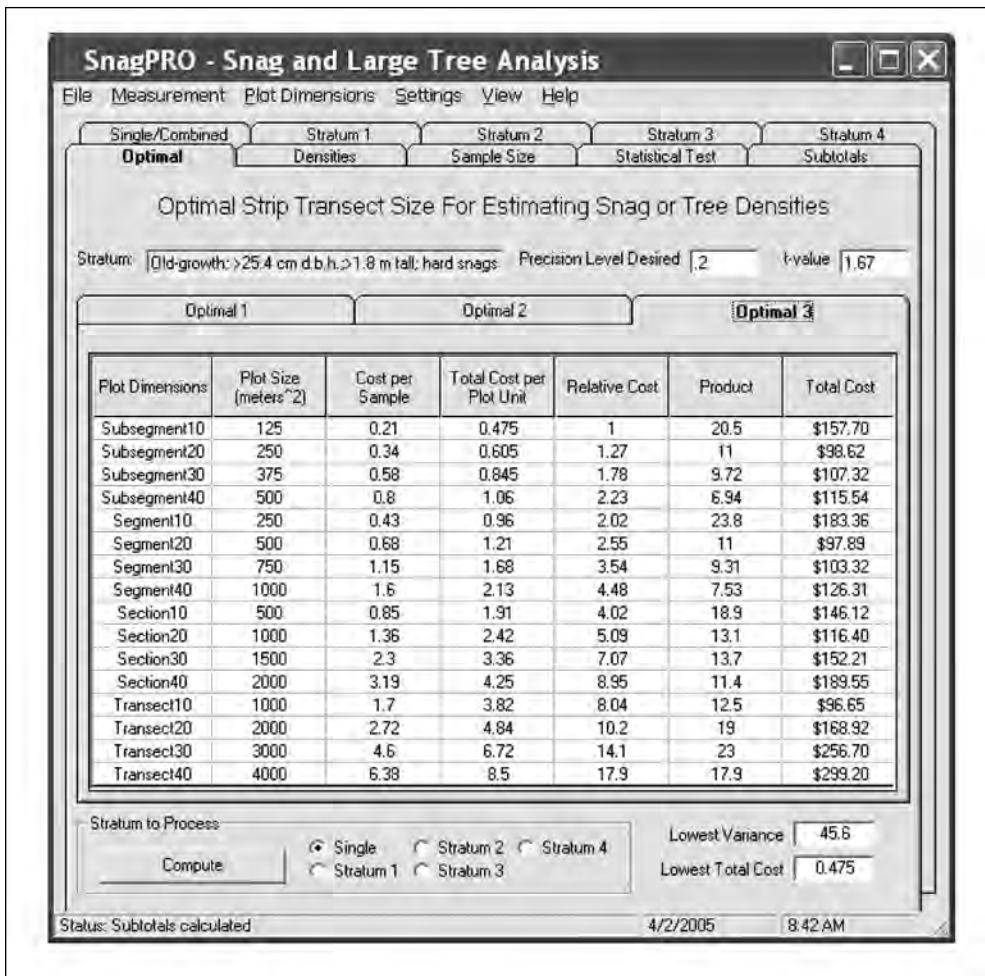 SnagPRO - Snag and Large Tree Analysis
File Measurement Plot Dimensions Settings View Help
Single/Combined Stratum 1 Stratum 2 Stratum 3 Stratum 4
Optimal Densities Sample Size Statistical Test Subtotals
Optimal Strip Transect Size For Estimating Snag or Tree Densities
Stratum: Old-growth: >25.4 cm d.b.h.;>1.8 m tall; hard snags Precision Level Desired .2 t-value 1.67
Optimal 1 Optimal 2 Optimal 3
Plot Dimensions Plot Size (meters^2) Cost per Sample Total Cost per Plot Unit Relative Cost Product Total Cost
Subsegment10 125 0.21 0.475 1 20.5 $157.70
Subsegment20 250 0.34 0.605 1.27 11 $98.62
Subsegment30 375 0.58 0.845 1.78 9.72 $107.32
Subsegment40 500 0.8 1.06 2.23 6.94 $115.54
Segment10 250 0.43 0.96 2.02 23.8 $183.36
Segment20 500 0.68 1.21 2.55 11 $97.89
Segment30 750 1.15 1.68 3.54 9.31 $103.32
Segment40 1000 1.6 2.13 4.48 7.53 $126.31
Section10 500 0.85 1.91 4.02 18.9 $146.12
Section20 1000 1.36 2.42 5.09 13.1 $116.40
Section30 1500 2.3 3.36 7.07 13.7 $152.21
Section40 2000 3.19 4.25 8.95 11.4 $189.55
Transect10 1000 1.7 3.82 8.04 12.5 $96.65
Transect20 2000 2.72 4.84 10.2 19 $168.92
Transect30 3000 4.6 6.72 14.1 23 $256.70
Transect40 4000 6.38 8.5 17.9 17.9 $299.20
Stratum to Process
Compute
Single Stratum 2 Stratum 4
Stratum 1 Stratum 3
Lowest Variance 45.6
Lowest Total Cost 0.475
Status: Subtotals calculated 4/2/2005 8:42 AM